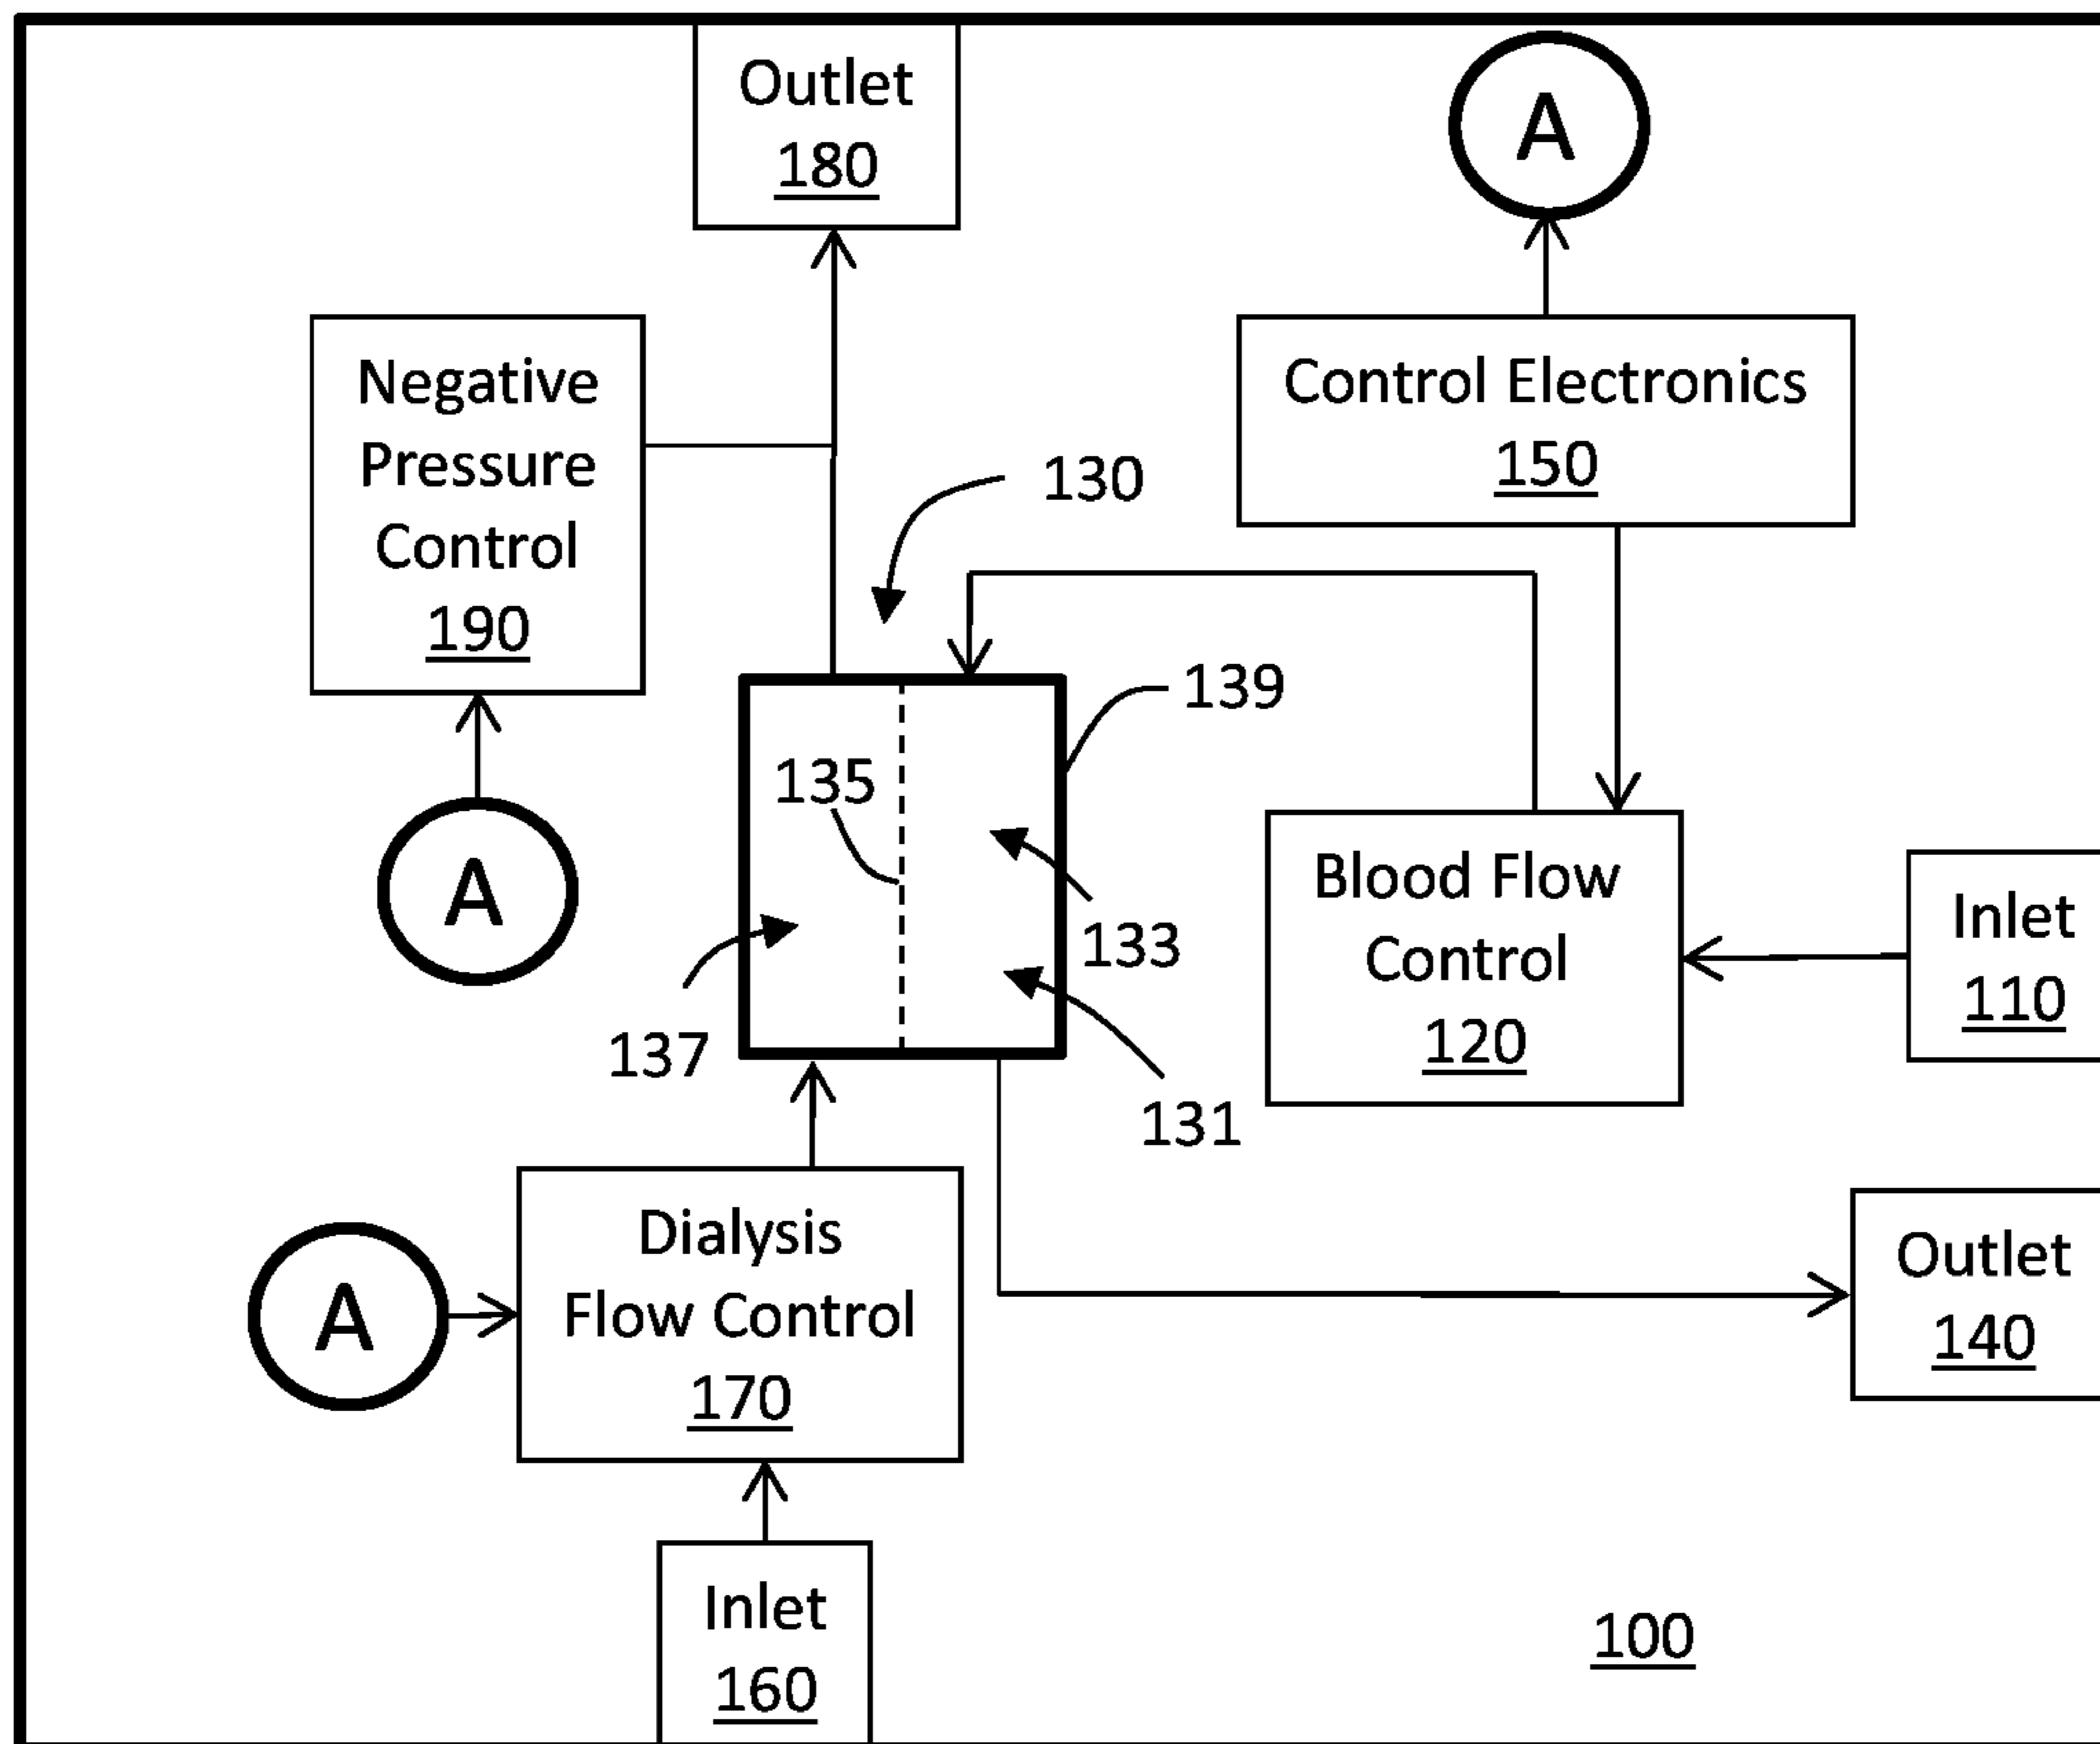 Outlet
180
A
Negative
Pressure
Control
190
Control Electronics
150
130
139
135
A
133
137
131
Blood Flow
Control
120
Inlet
110
Dialysis
Flow Control
170
A
Outlet
140
Inlet
160
100